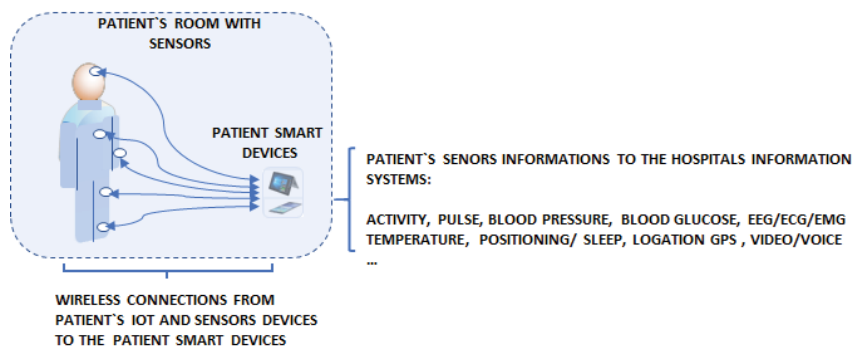 PATIENT`S ROOM WITH
SENSORS
PATIENT SMART
DEVICES
PATIENT`S SENORS INFORMATIONS TO THE HOSPITALS INFORMATION
SYSTEMS:
ACTIVITY, PULSE, BLOOD PRESSURE, BLOOD GLUCOSE, EEG/ECG/EMG
TEMPERATURE, POSITIONING/ SLEEP, LOGATION GPS , VIDEO/VOICE
...
WIRELESS CONNECTIONS FROM
PATIENT`S IOT AND SENSORS DEVICES
TO THE PATIENT SMART DEVICES